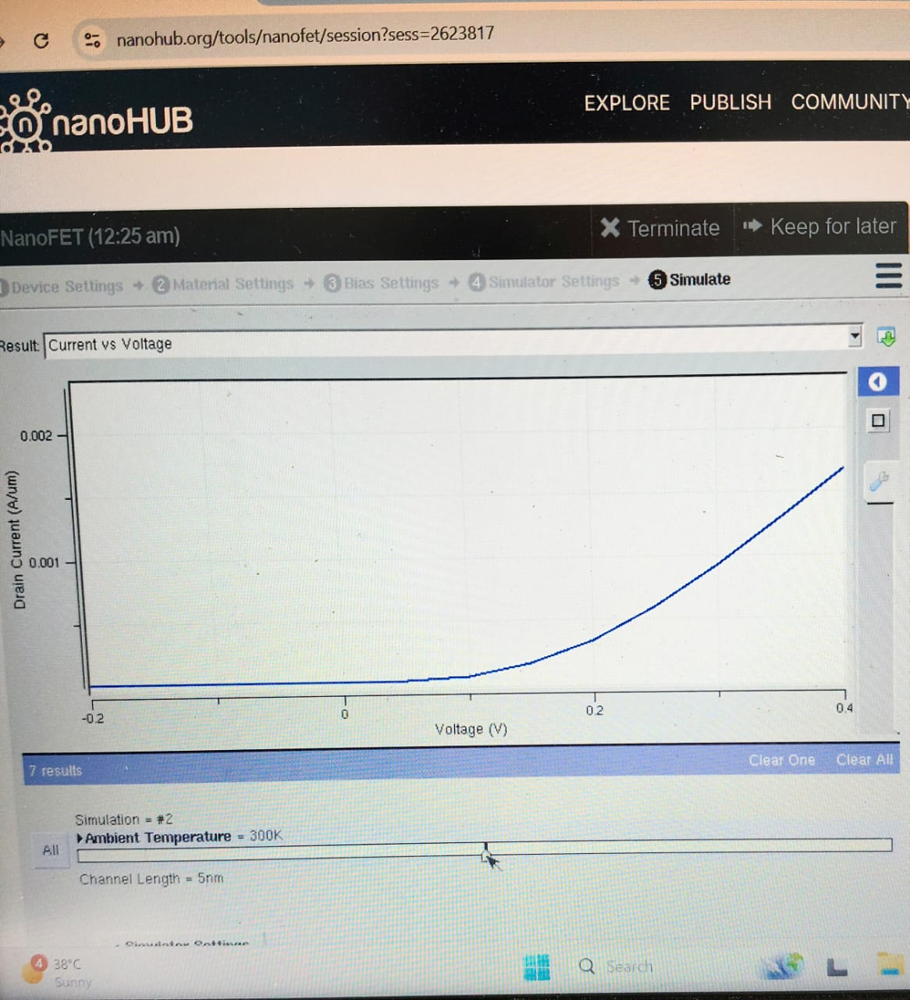 nanohub.org/tools/nanofet/session?sess=2623817
n nanoHUB
EXPLORE PUBLISH COMMUNITY
NanoFET (12:25 am)
Terminate
Keep for later
Device Settings 2 Material Settings 3 Bias Settings 4 Simulator Settings 5 Simulate
Result: Current vs Voltage
0.002
0.001
Drain Current (A/um)
-0.2 0 0.2 0.4
Voltage (V)
7 results
Clear One Clear All
Simulation = #2
Ambient Temperature = 300K
All
Channel Length = 5nm
4 38°C
Sunny
Search